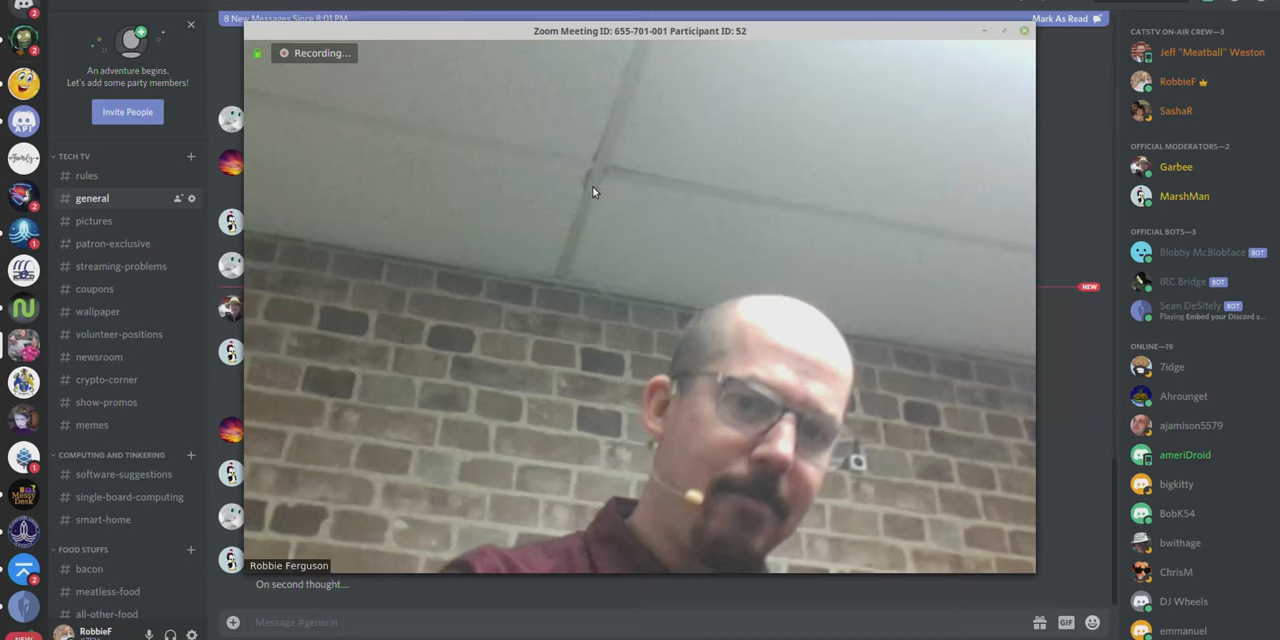 8 New Messages Since 8:01 PM
Mark As Read
Zoom Meeting ID: 655-701-001 Participant ID: 52
Recording...
Robbie Ferguson
An adventure begins.
Let's add some party members!
Invite People
TECH TV
# rules
# general
# pictures
# patron-exclusive
# streaming-problems
# coupons
# wallpaper
# volunteer-positions
# newsroom
# crypto-corner
# show-promos
# memes
COMPUTING AND TINKERING
# software-suggestions
# single-board-computing
# smart-home
FOOD STUFFS
# bacon
# meatless-food
# all-other-food
RobbieF
NEW
NEW
On second thought....
Message #general
GIF
CATSTV ON-AIR CREW—3
Jeff "Meatball" Weston
RobbieF
SashaR
OFFICIAL MODERATORS—2
Garbee
MarshMan
OFFICIAL BOTS—3
Blobby McBlobface BOT
IRC Bridge BOT
Sean DeSitely BOT
Playing Embed your Discord s...
ONLINE—19
7idge
Ahrounget
ajamison5579
ameriDroid
bigkitty
BobK54
bwithage
ChrisM
DJ Wheels
emmanuel